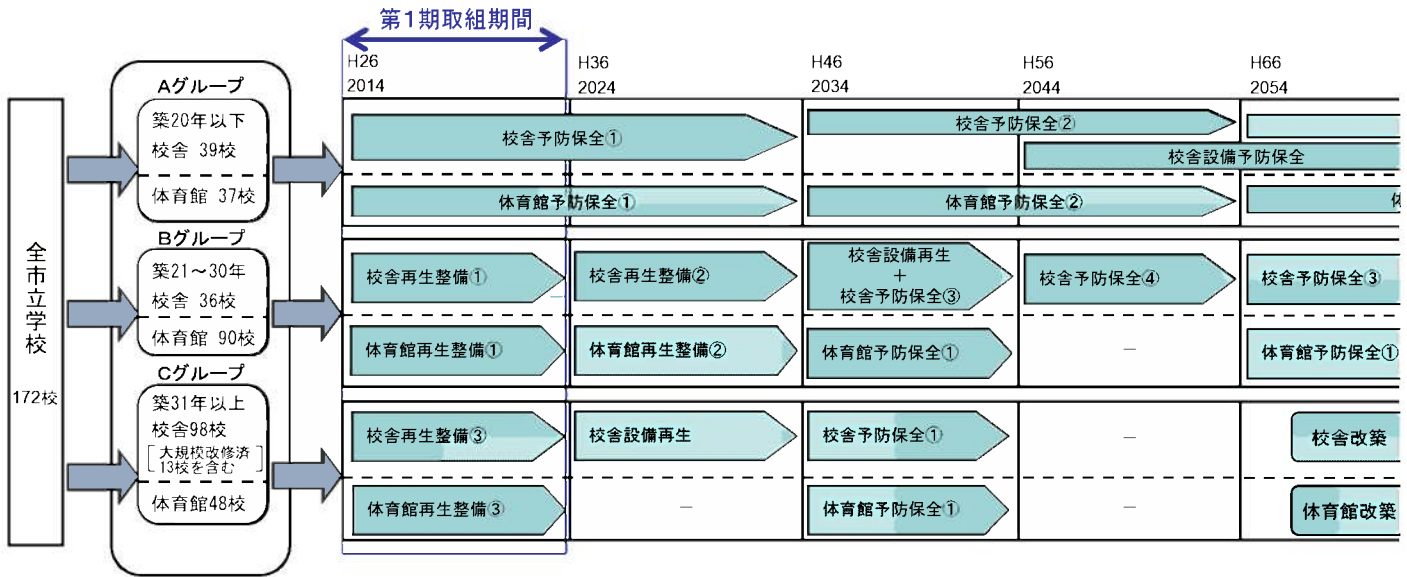 第1期取組期間
H26
2014
H36
2024
H46
2034
H56
2044
H66
2054
全市立学校
172校
Aグループ
築20年以下
校舎 39校
体育館 37校
校舎予防保全①
校舎予防保全②
校舎設備予防保全
体育館予防保全①
体育館予防保全②
Bグループ
築21～30年
校舎 36校
体育館 90校
校舎再生整備①
校舎再生整備②
校舎設備再生
＋
校舎予防保全③
校舎予防保全④
校舎予防保全③
体育館再生整備①
体育館再生整備②
体育館予防保全①
－
体育館予防保全①
Cグループ
築31年以上
校舎98校
[大規模改修済
13校を含む]
体育館48校
校舎再生整備③
校舎設備再生
校舎予防保全①
－
校舎改築
体育館再生整備③
－
体育館予防保全①
－
体育館改築